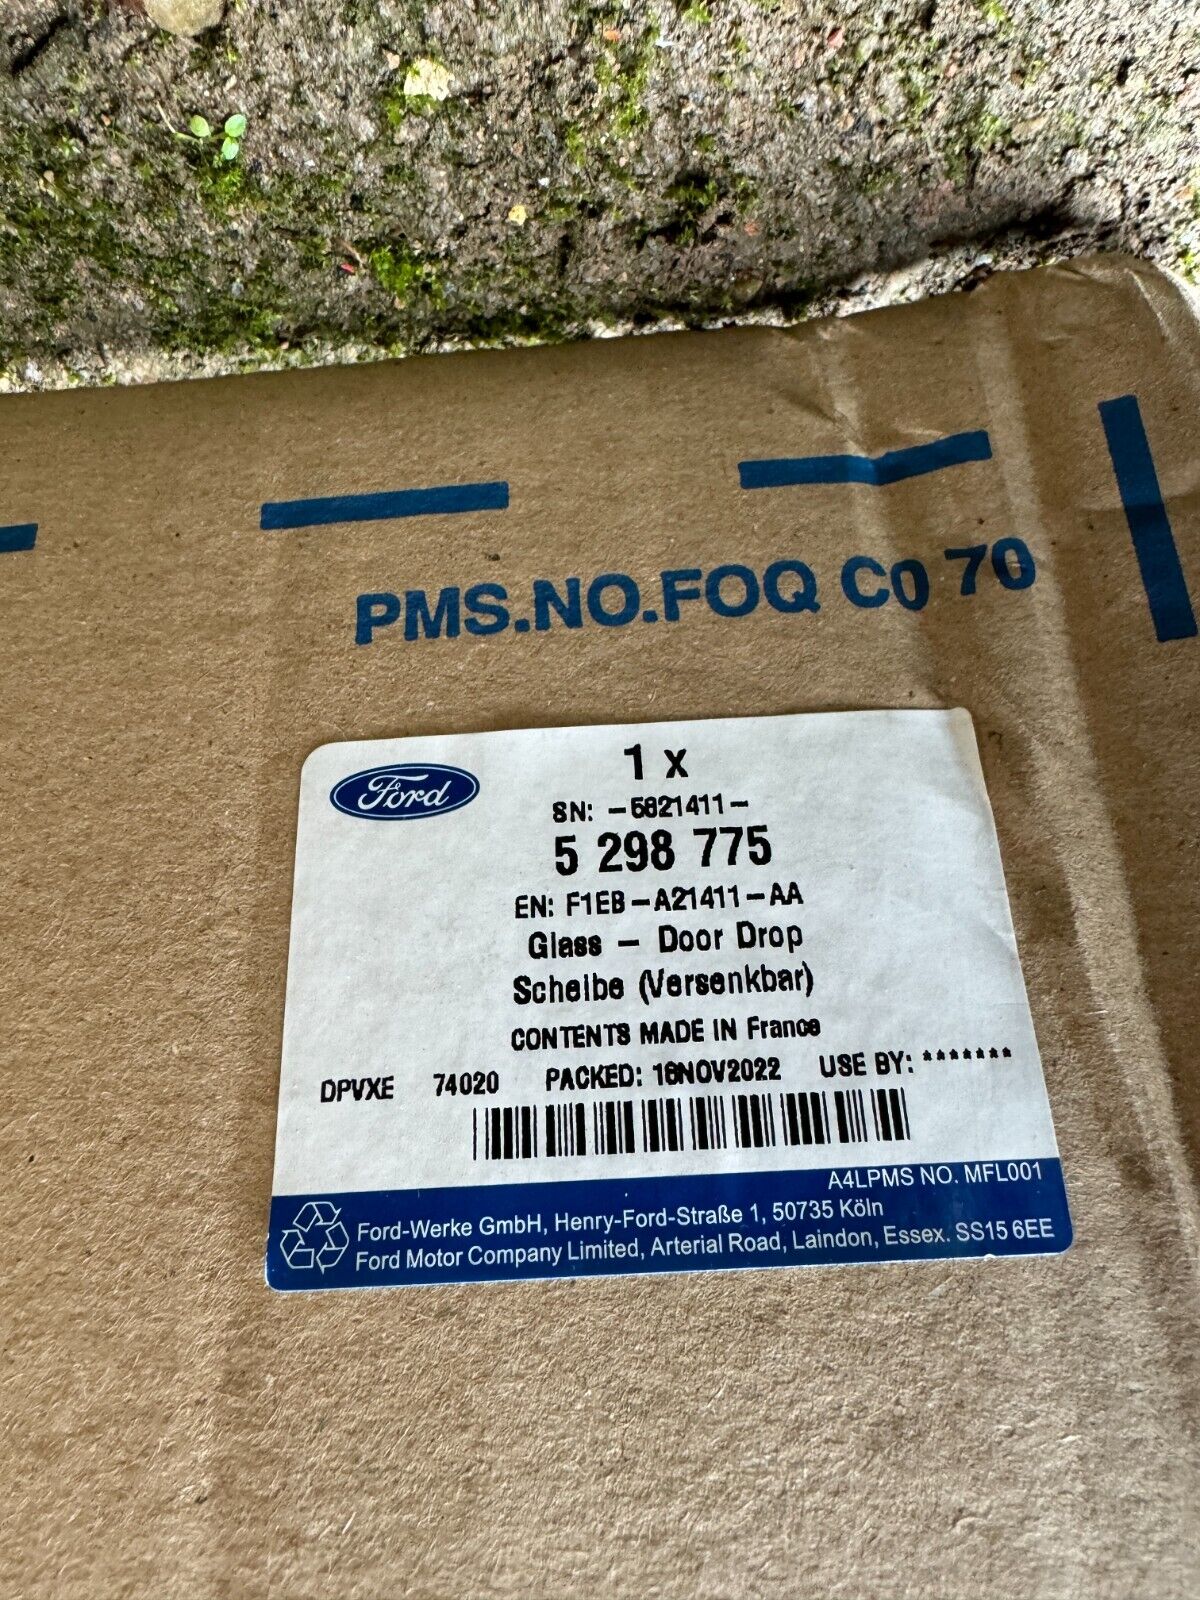 PMS.NO.FOQ C0 70
Ford
1 x
SN: -5821411-
5 298 775
EN: F1EB-A21411-AA
Glass - Door Drop
Scheibe (Versenkbar)
CONTENTS MADE IN France
DPVXE 74020 PACKED: 18NOV2022 USE BY: *******
A4LPMS NO. MFL001
Ford-Werke GmbH, Henry-Ford-Straße 1, 50735 Köln
Ford Motor Company Limited, Arterial Road, Laindon, Essex. SS15 6EE